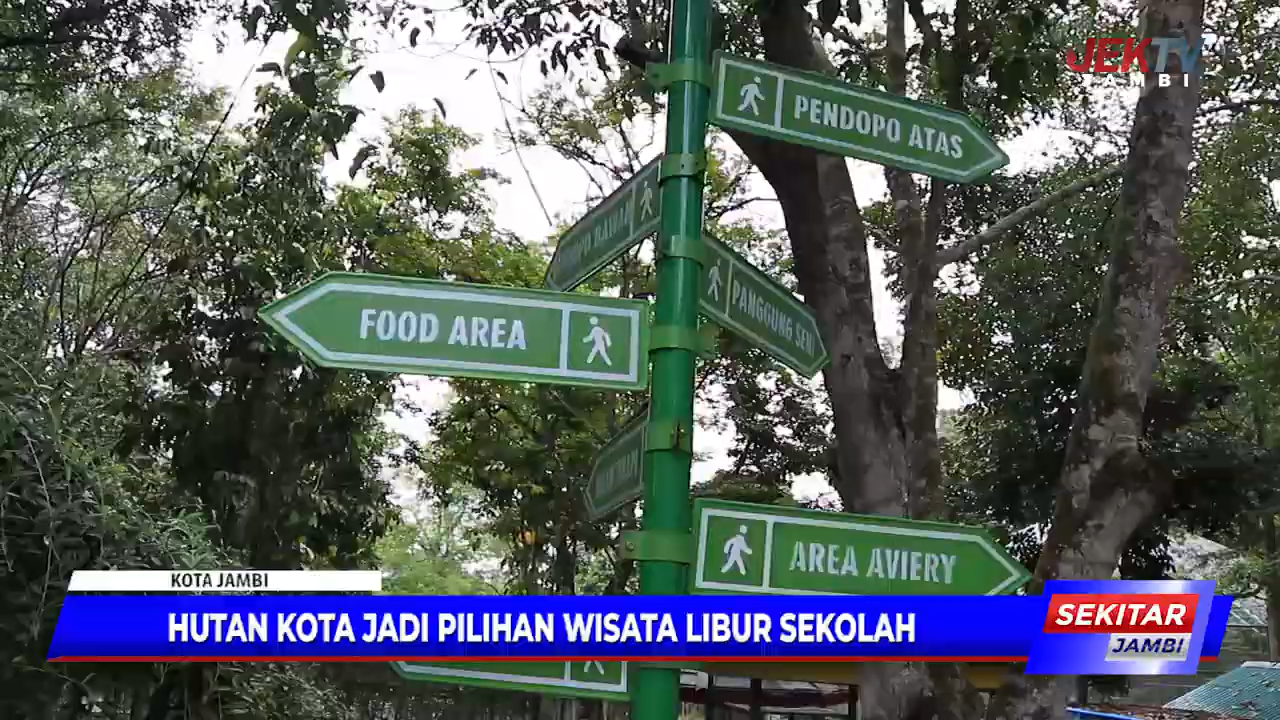 JEKTV
JAMBI
PENDOPO ATAS
PANGGUNG SENI
FOOD AREA
AREA AVIERY
KOTA JAMBI
HUTAN KOTA JADI PILIHAN WISATA LIBUR SEKOLAH
SEKITAR
JAMBI